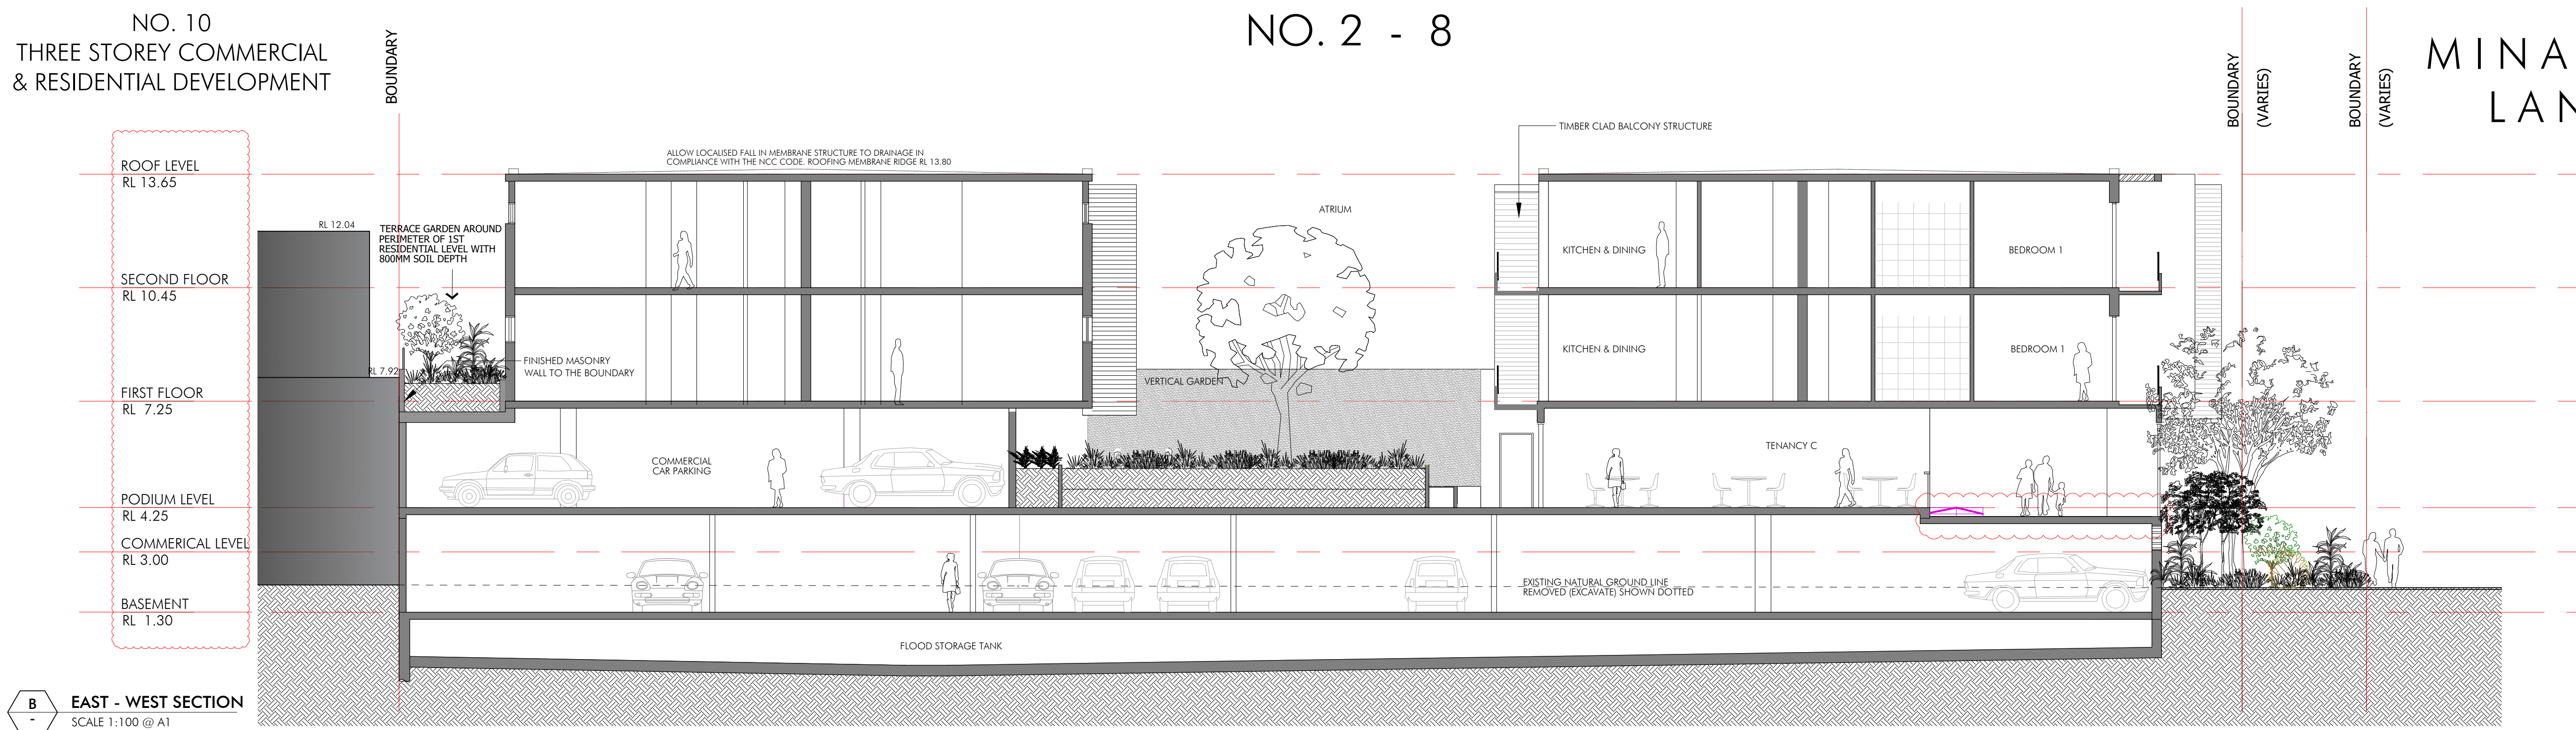 NO. 10
THREE STOREY COMMERCIAL
& RESIDENTIAL DEVELOPMENT
BOUNDARY
NO. 2 - 8
BOUNDARY
(VARIES)
BOUNDARY
(VARIES)
MINA
LAN
ROOF LEVEL
RL 13.65
SECOND FLOOR
RL 10.45
FIRST FLOOR
RL 7.25
PODIUM LEVEL
RL 4.25
COMMERICAL LEVEL
RL 3.00
BASEMENT
RL 1.30
RL 12.04
RL 7.92
TERRACE GARDEN AROUND
PERIMETER OF 1ST
RESIDENTIAL LEVEL WITH
800MM SOIL DEPTH
ALLOW LOCALISED FALL IN MEMBRANE STRUCTURE TO DRAINAGE IN
COMPLIANCE WITH THE NCC CODE. ROOFING MEMBRANE RIDGE RL 13.80
FINISHED MASONRY
WALL TO THE BOUNDARY
ATRIUM
VERTICAL GARDEN
TIMBER CLAD BALCONY STRUCTURE
KITCHEN & DINING
BEDROOM 1
KITCHEN & DINING
BEDROOM 1
COMMERCIAL
CAR PARKING
TENANCY C
EXISTING NATURAL GROUND LINE
REMOVED (EXCAVATE) SHOWN DOTTED
FLOOD STORAGE TANK
B
-
EAST - WEST SECTION
SCALE 1:100 @ A1